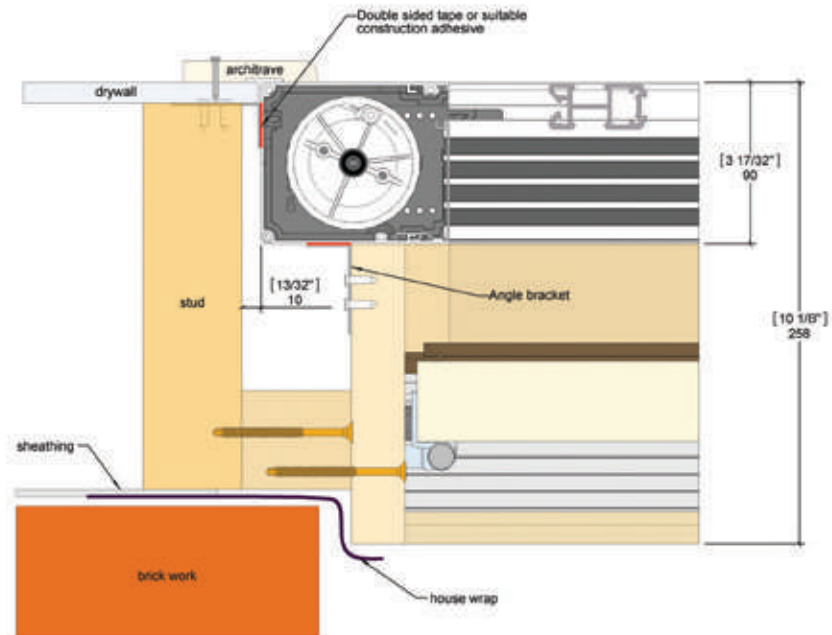 Double sided tape or suitable
construction adhesive
architrave
drywall
[3 17/32"]
90
[13/32"]
10
stud
Angle bracket
[10 1/8"]
258
sheathing
brick work
house wrap